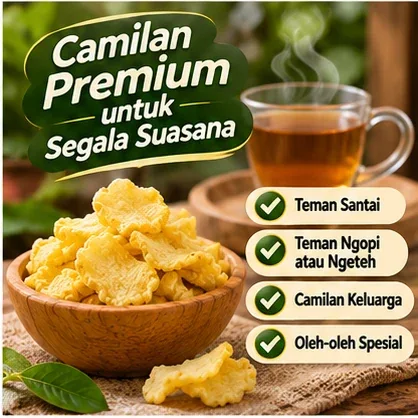 Camilan
Premium
untuk
Segala Suasana
Teman Santai
Teman Ngopi
atau Ngeteh
Camilan Keluarga
Oleh-oleh Spesial